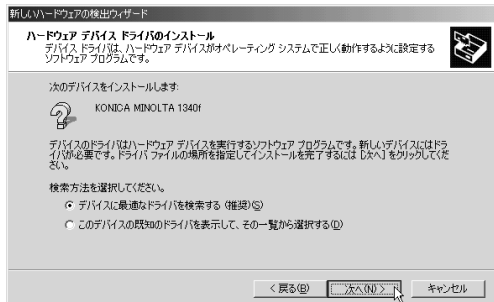 新しいハードウェアの検出ウィザード
ハードウェア デバイス ドライバのインストール
デバイス ドライバは、ハードウェア デバイスがオペレーティング システムで正しく動作するように設定する
ソフトウェア プログラムです。
次のデバイスをインストールします:
KONICA MINOLTA 1340f
デバイスのドライバはハードウェア デバイスを実行するソフトウェア プログラムです。新しいデバイスにはドラ
イバが必要です。ドライバ ファイルの場所を指定してインストールを完了するには [次へ] をクリックしてくだ
さい。
検索方法を選択してください。
デバイスに最適なドライバを検索する (推奨)(S)
このデバイスの既知のドライバを表示して、その一覧から選択する(D)
< 戻る(B)
次へ(N) >
キャンセル